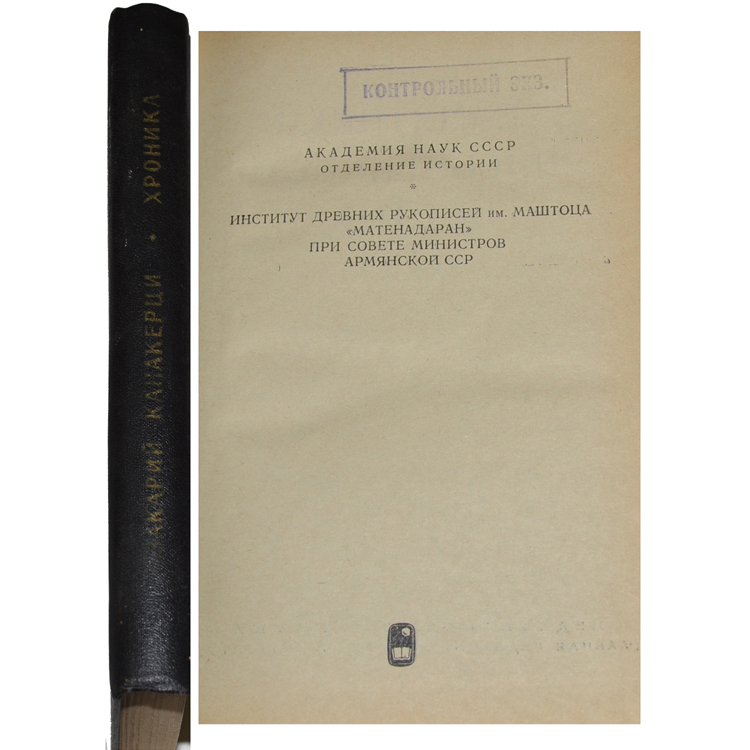 АКАРИЙ КАНАКЕРЦИ • ХРОНИКА
КОНТРОЛЬНЫЙ ЭКЗ.
АКАДЕМИЯ НАУК СССР
ОТДЕЛЕНИЕ ИСТОРИИ
*
ИНСТИТУТ ДРЕВНИХ РУКОПИСЕЙ им. МАШТОЦА
«МАТЕНАДАРАН»
ПРИ СОВЕТЕ МИНИСТРОВ
АРМЯНСКОЙ ССР